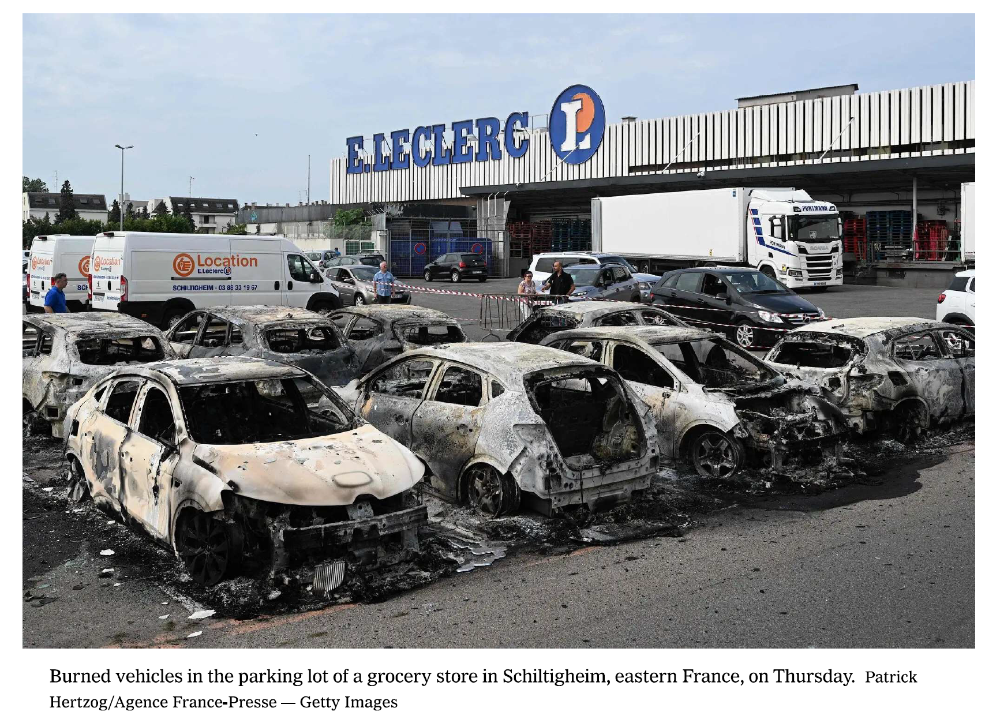 E.LECLERC L
PORTMANN
PORTMANN
SCANIA
Location
E.Leclerc L
SCHILTIGHEIM - 03 88 33 19 67
Location
E.Leclerc L
Location
Burned vehicles in the parking lot of a grocery store in Schiltigheim, eastern France, on Thursday. Patrick
Hertzog/Agence France-Presse — Getty Images